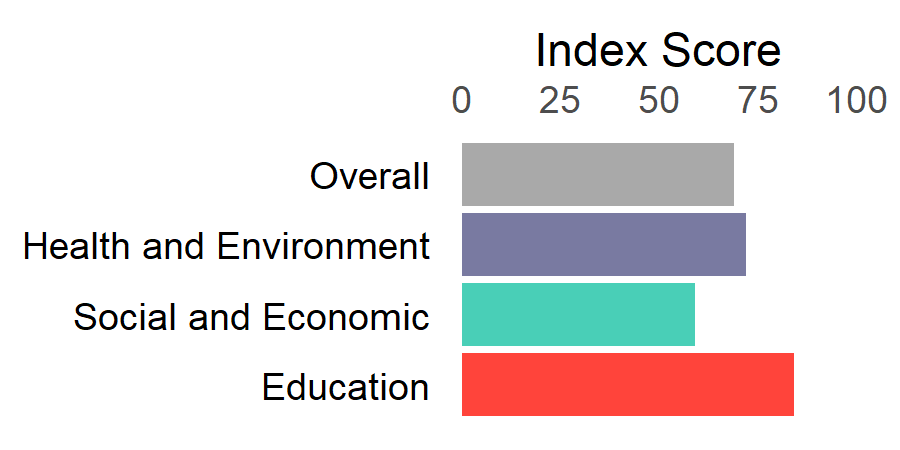 Index Score
0 25 50 75 100
Overall
Health and Environment
Social and Economic
Education